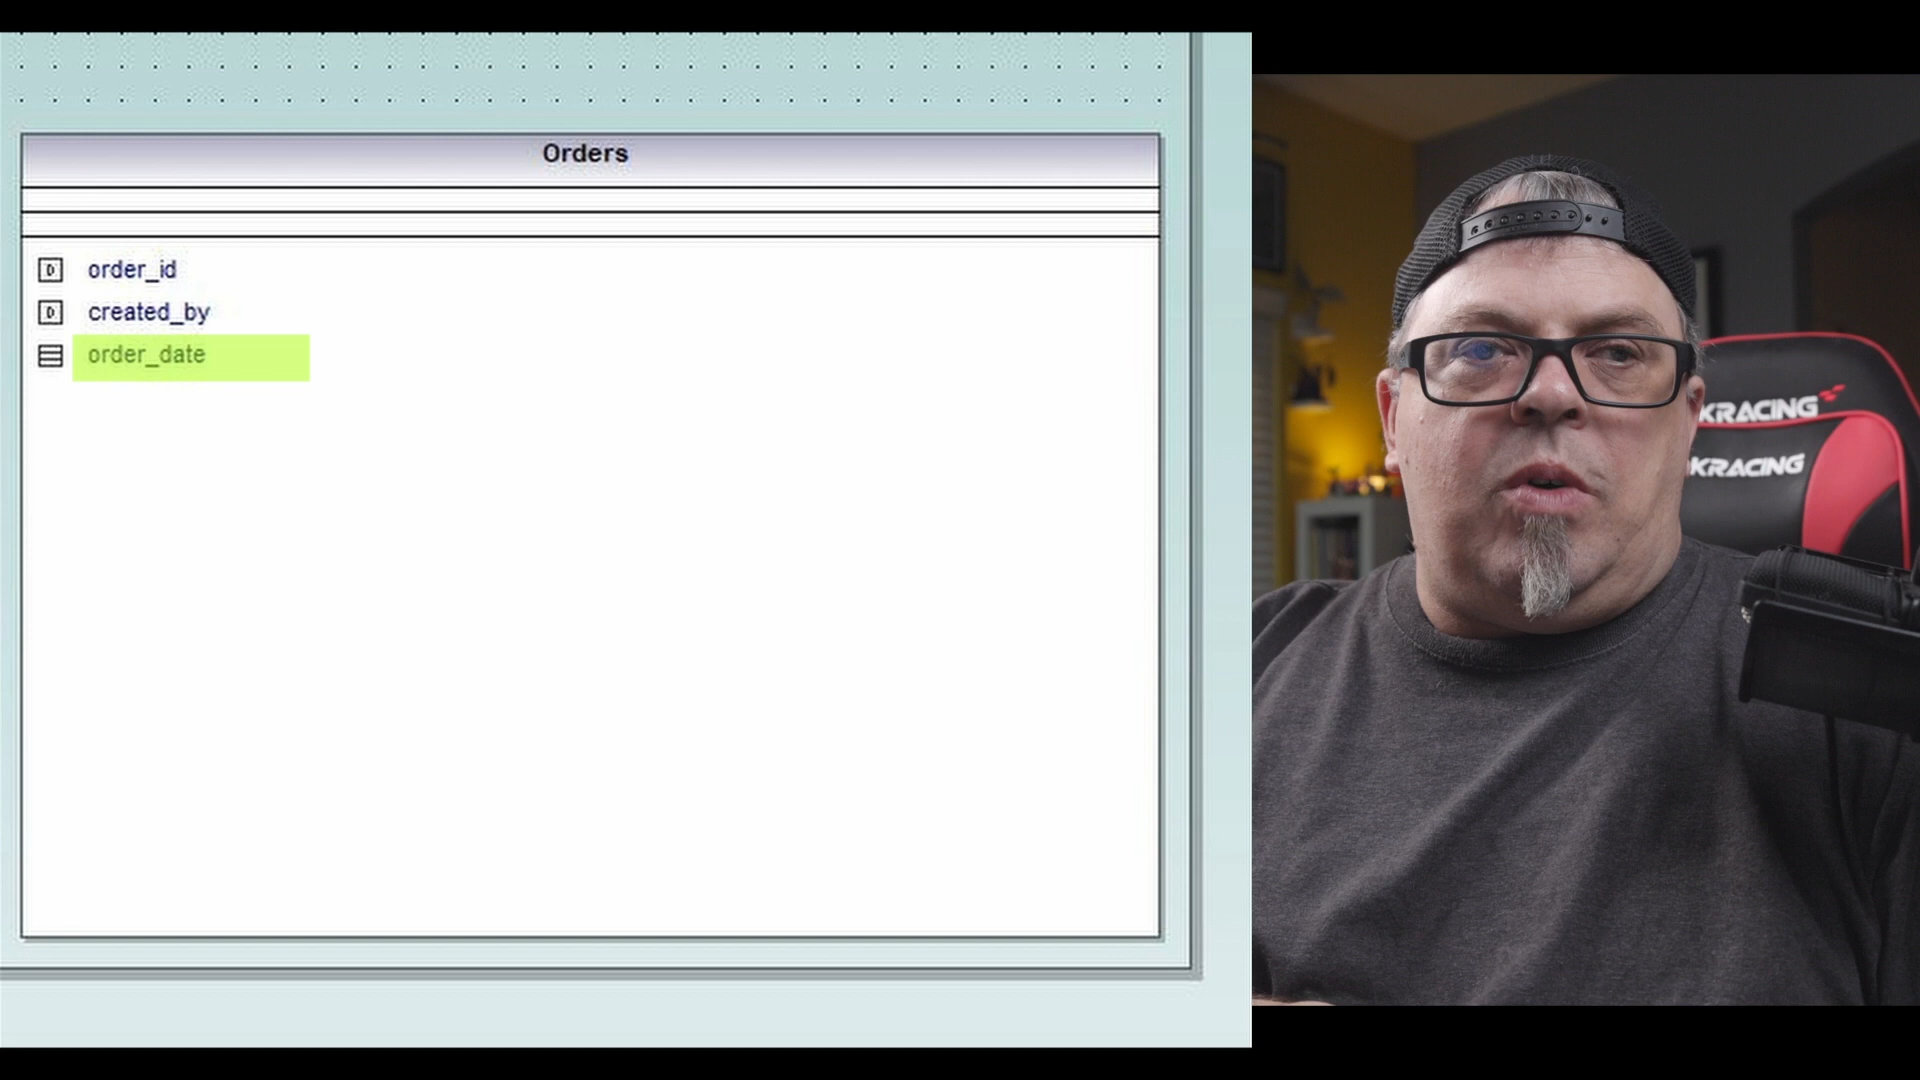 Orders
D order_id
D created_by
order_date
KRACING
KRACING